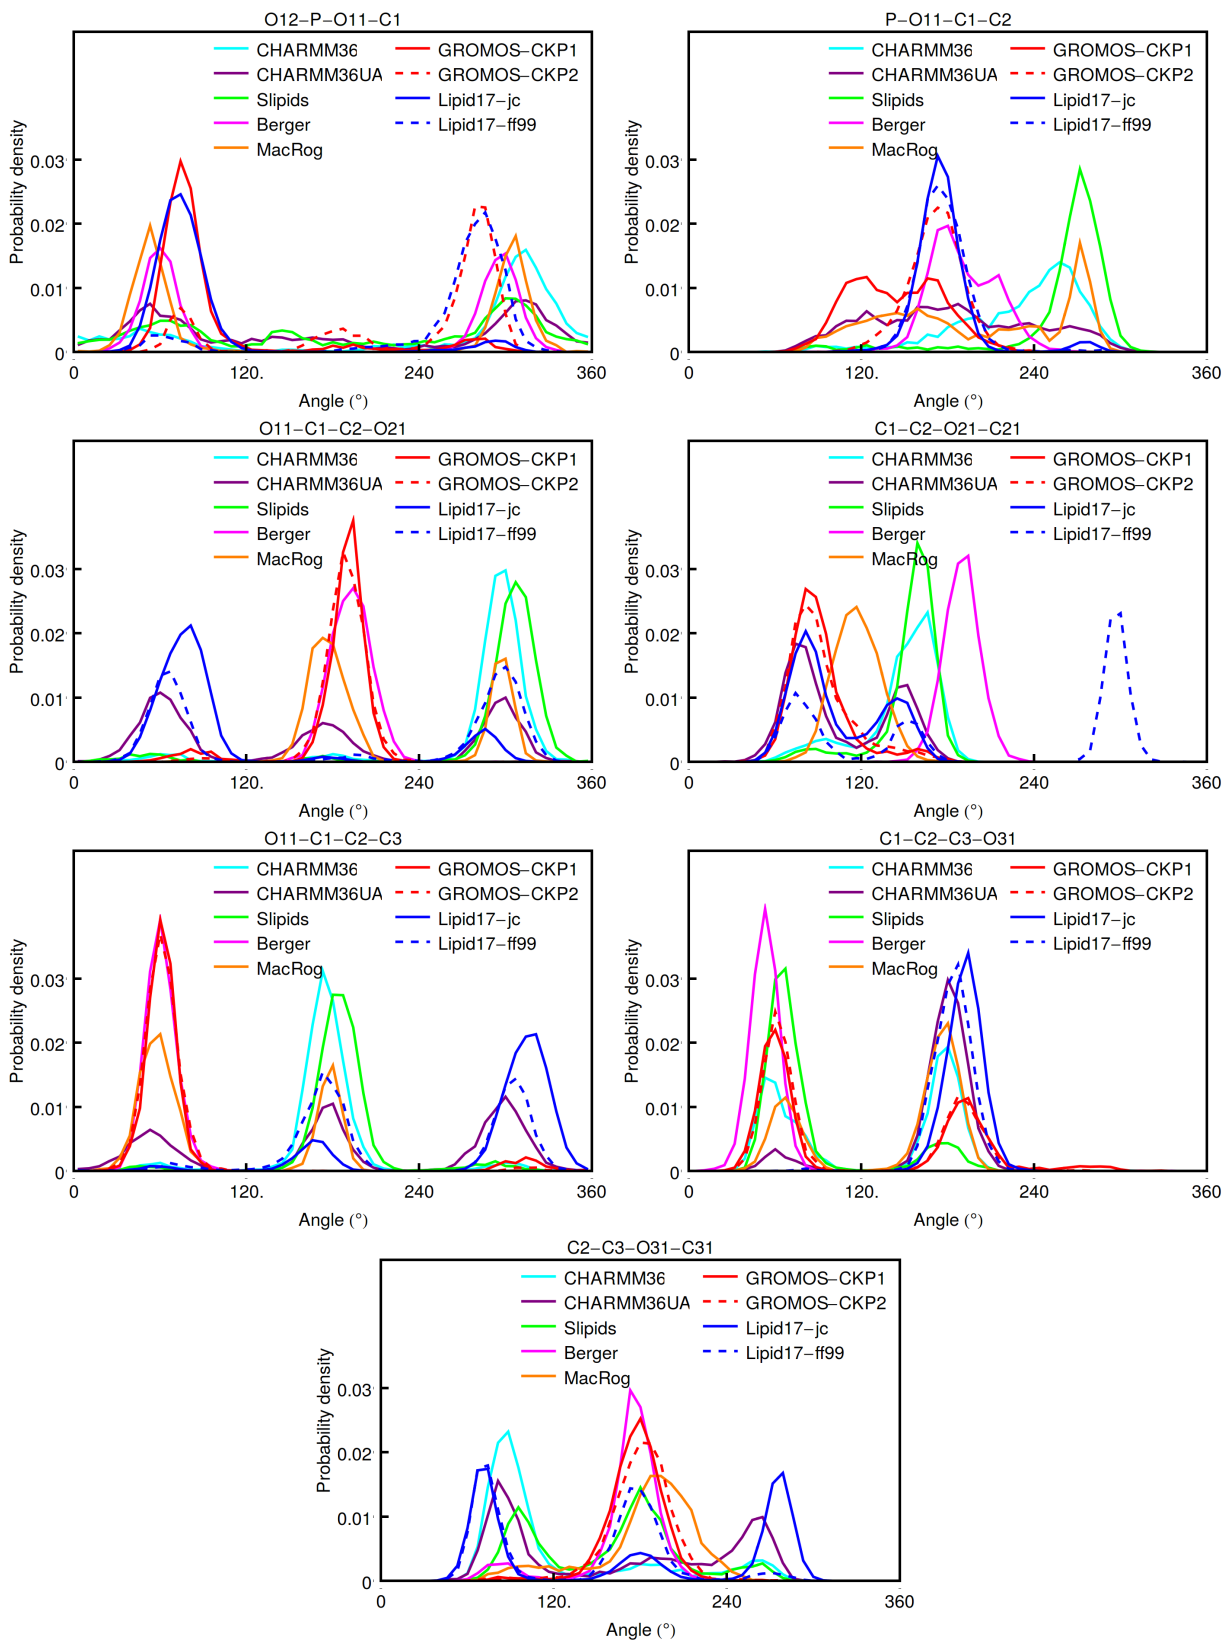 O12−P−O11−C1
CHARMM36 GROMOS−CKP1
CHARMM36UA GROMOS−CKP2
Slipids Lipid17−jc
Berger Lipid17−ff99
MacRog
Probability density
0.03
0.02
0.01
0
0 120. 240 360
Angle (°)
P−O11−C1−C2
CHARMM36 GROMOS−CKP1
CHARMM36UA GROMOS−CKP2
Slipids Lipid17−jc
Berger Lipid17−ff99
MacRog
Probability density
0.03
0.02
0.01
0
0 120. 240 360
Angle (°)
O11−C1−C2−O21
CHARMM36 GROMOS−CKP1
CHARMM36UA GROMOS−CKP2
Slipids Lipid17−jc
Berger Lipid17−ff99
MacRog
Probability density
0.03
0.02
0.01
0
0 120. 240 360
Angle (°)
C1−C2−O21−C21
CHARMM36 GROMOS−CKP1
CHARMM36UA GROMOS−CKP2
Slipids Lipid17−jc
Berger Lipid17−ff99
MacRog
Probability density
0.03
0.02
0.01
0
0 120. 240 360
Angle (°)
O11−C1−C2−C3
CHARMM36 GROMOS−CKP1
CHARMM36UA GROMOS−CKP2
Slipids Lipid17−jc
Berger Lipid17−ff99
MacRog
Probability density
0.03
0.02
0.01
0
0 120. 240 360
Angle (°)
C1−C2−C3−O31
CHARMM36 GROMOS−CKP1
CHARMM36UA GROMOS−CKP2
Slipids Lipid17−jc
Berger Lipid17−ff99
MacRog
Probability density
0.03
0.02
0.01
0
0 120. 240 360
Angle (°)
C2−C3−O31−C31
CHARMM36 GROMOS−CKP1
CHARMM36UA GROMOS−CKP2
Slipids Lipid17−jc
Berger Lipid17−ff99
MacRog
Probability density
0.03
0.02
0.01
0
0 120. 240 360
Angle (°)